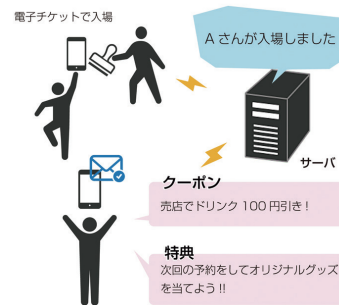 電子チケットで入場
Aさんが入場しました
サーバ
クーポン
売店でドリンク 100 円引き！
特典
次回の予約をしてオリジナルグッズ
を当てよう !!